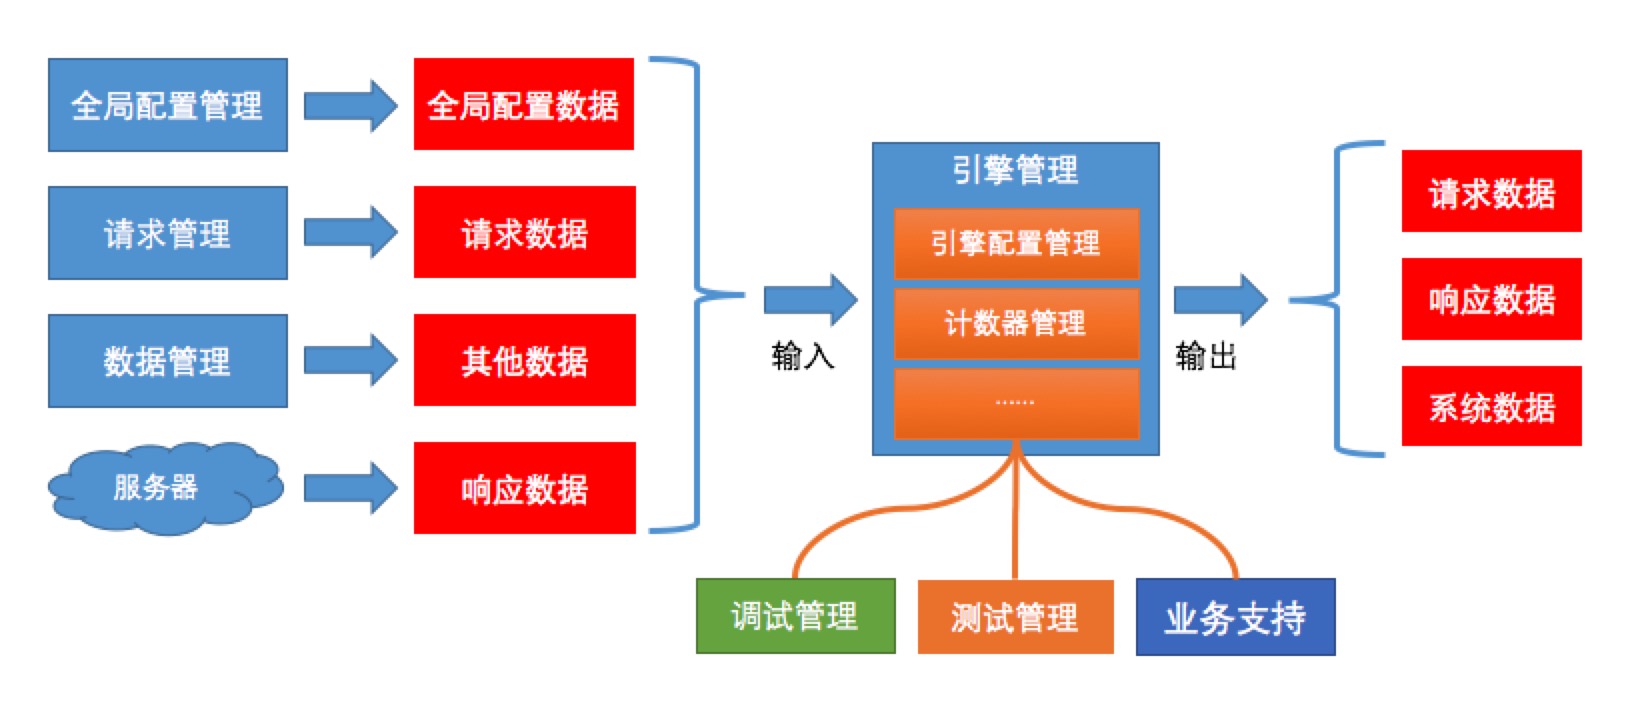 全局配置管理
全局配置数据
请求管理
请求数据
数据管理
其他数据
服务器
响应数据
输入
引擎管理
引擎配置管理
计数器管理
......
输出
请求数据
响应数据
系统数据
调试管理
测试管理
业务支持